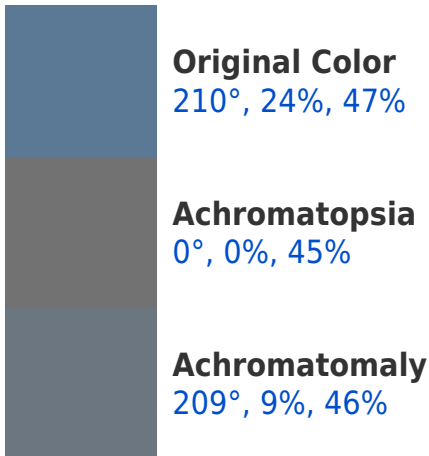 Original Color
210°, 24%, 47%
Achromatopsia
0°, 0%, 45%
Achromatomaly
209°, 9%, 46%